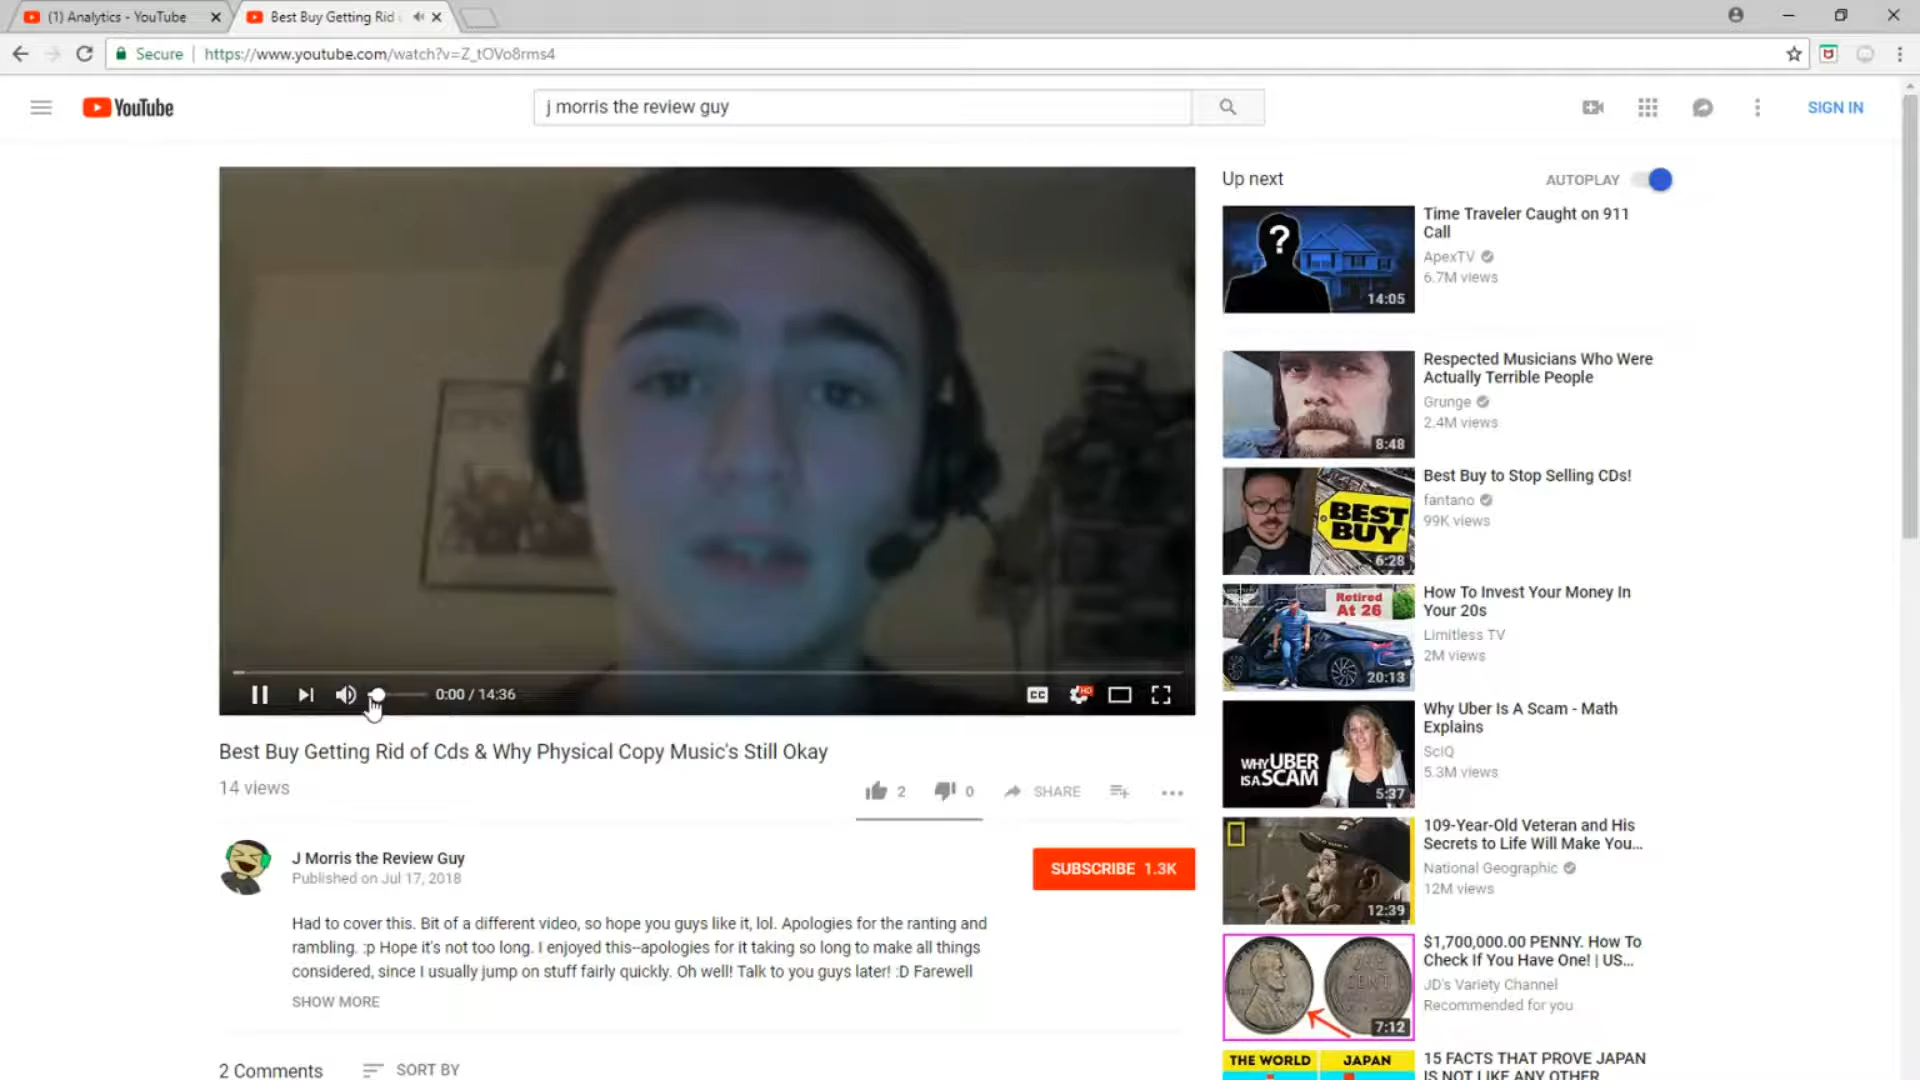 (1) Analytics - YouTube
Best Buy Getting Rid
Secure
https://www.youtube.com/watch?v=Z_tOVo8rms4
YouTube
j morris the review guy
SIGN IN
0:00 / 14:36
CC
HD
Best Buy Getting Rid of Cds & Why Physical Copy Music's Still Okay
14 views
2
0
SHARE
J Morris the Review Guy
Published on Jul 17, 2018
SUBSCRIBE 1.3K
Had to cover this. Bit of a different video, so hope you guys like it, lol. Apologies for the ranting and
rambling. :p Hope it's not too long. I enjoyed this--apologies for it taking so long to make all things
considered, since I usually jump on stuff fairly quickly. Oh well! Talk to you guys later! :D Farewell
SHOW MORE
2 Comments
SORT BY
Up next
AUTOPLAY
?
14:05
Time Traveler Caught on 911
Call
ApexTV
6.7M views
8:48
Respected Musicians Who Were
Actually Terrible People
Grunge
2.4M views
BEST
BUY
6:28
Best Buy to Stop Selling CDs!
fantano
99K views
Retired
At 26
20:13
How To Invest Your Money In
Your 20s
Limitless TV
2M views
WHY UBER
IS A SCAM
5:37
Why Uber Is A Scam - Math
Explains
SciQ
5.3M views
12:39
109-Year-Old Veteran and His
Secrets to Life Will Make You...
National Geographic
12M views
ONE
CENT
7:12
$1,700,000.00 PENNY. How To
Check If You Have One! | US...
JD's Variety Channel
Recommended for you
THE WORLD
JAPAN
15 FACTS THAT PROVE JAPAN
IS NOT LIKE ANY OTHER